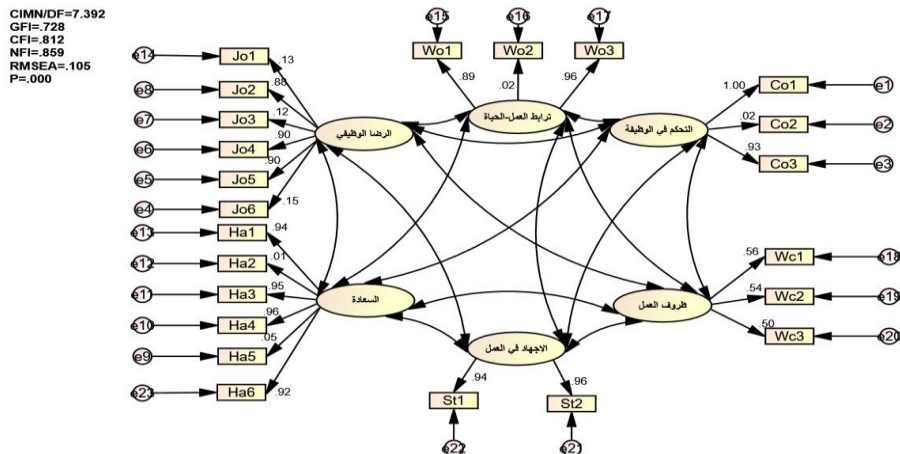 CIMN/DF=7.392
GFI=.728
CFI=.812
NFI=.859
RMSEA=.105
P=.000
e15 e16 e17
Wo1 Wo2 Wo3
.89 .02 .96
ترابط العمل-الحياة
e14 Jo1 .13
e8 Jo2 .88
e7 Jo3 .12
e6 Jo4 .90
e5 Jo5 .90
e4 Jo6 .15
الرضا الوظيفي
التحكم في الوظيفة
1.00 Co1 e1
.02 Co2 e2
.93 Co3 e3
e13 Ha1 .94
e12 Ha2 .01
e11 Ha3 .95
e10 Ha4 .96
e9 Ha5 .05
e23 Ha6 .92
السعادة
ظروف العمل
.56 Wc1 e18
.54 Wc2 e19
.50 Wc3 e20
الاجهاد في العمل
.94 .96
St1 St2
e22 e21